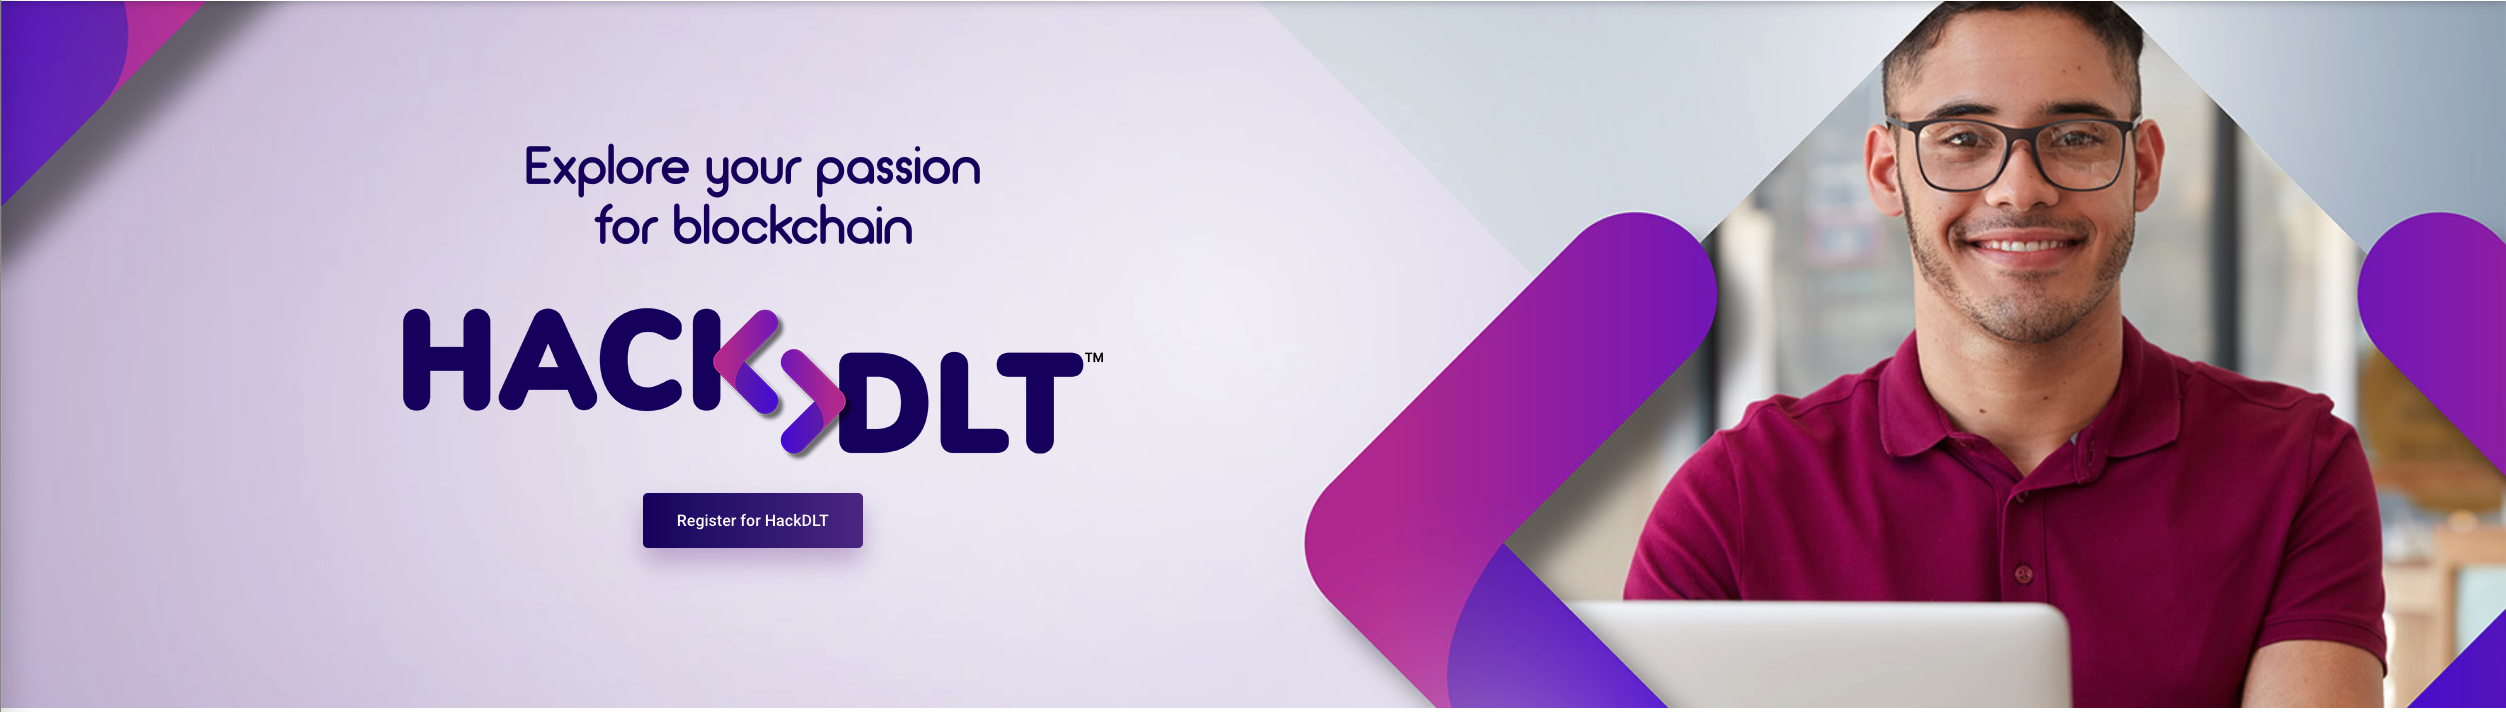 Explore your passion
for blockchain
HACK
DLT™
Register for HackDLT